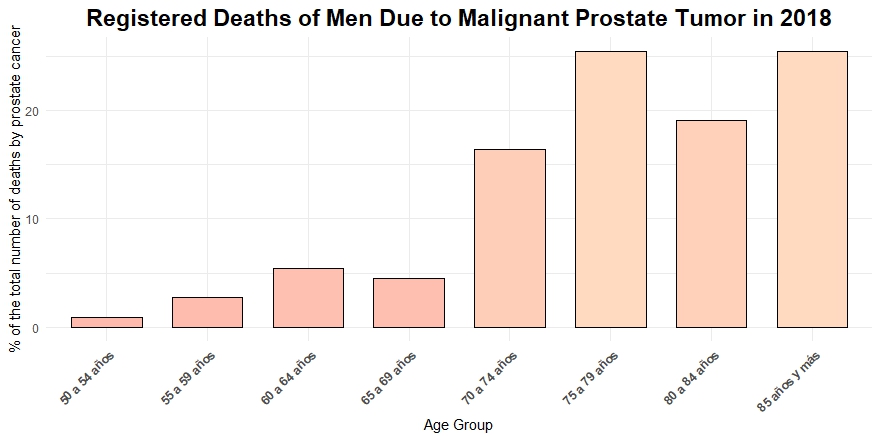 Registered Deaths of Men Due to Malignant Prostate Tumor in 2018
% of the total number of deaths by prostate cancer
20
10
0
50 a 54 años
55 a 59 años
60 a 64 años
65 a 69 años
70 a 74 años
75 a 79 años
80 a 84 años
85 años y más
Age Group